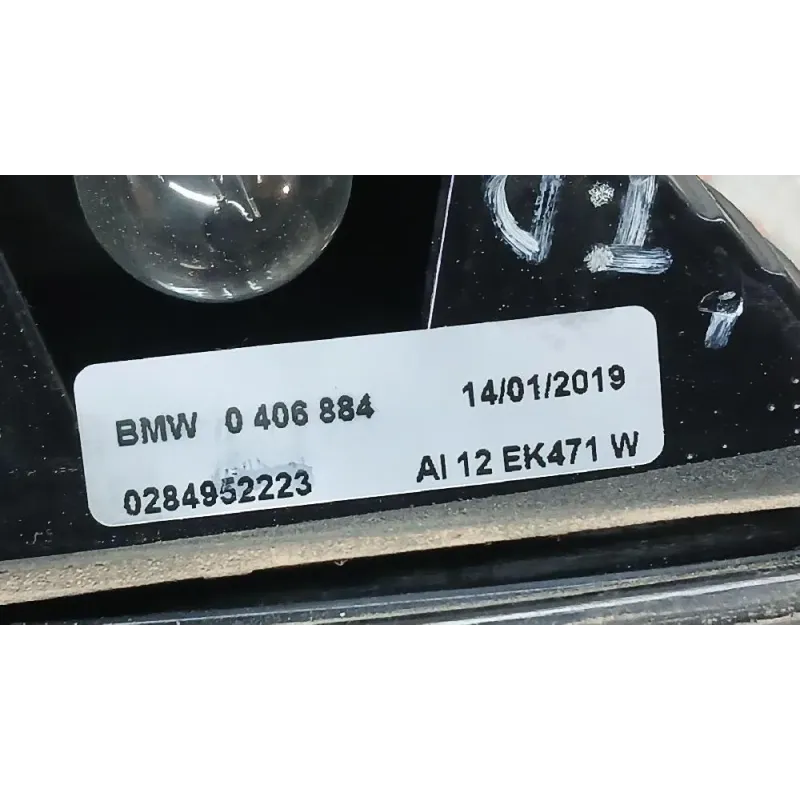 BMW 0 406 884 14/01/2019
0284952223 AI 12 EK471 W